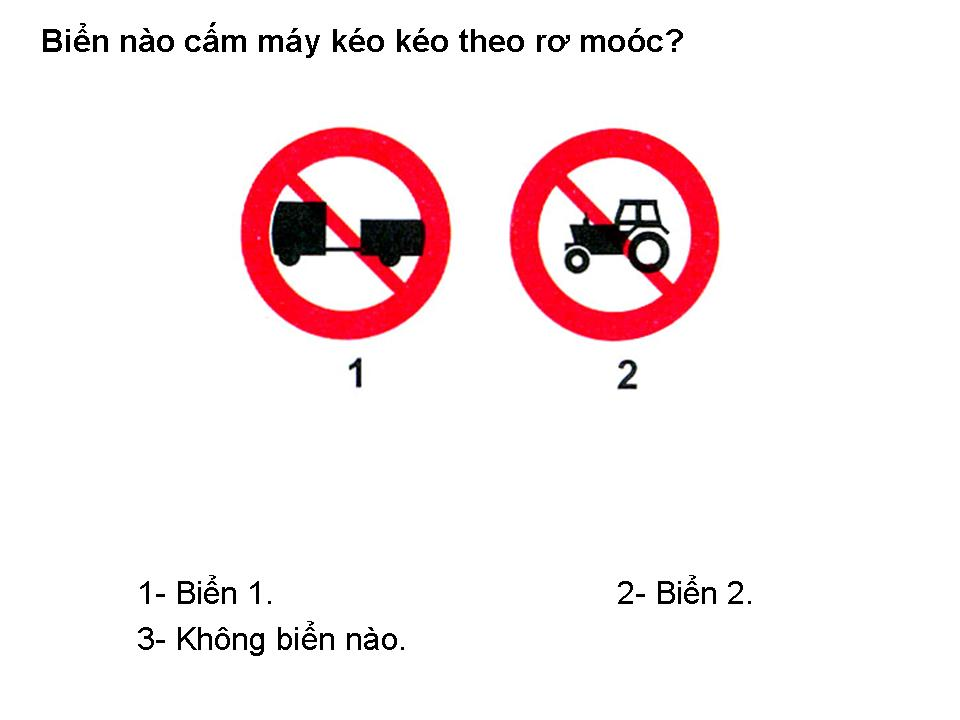 Biển nào cấm máy kéo kéo theo rơ moóc?
1 2
1- Biển 1. 2- Biển 2.
3- Không biển nào.